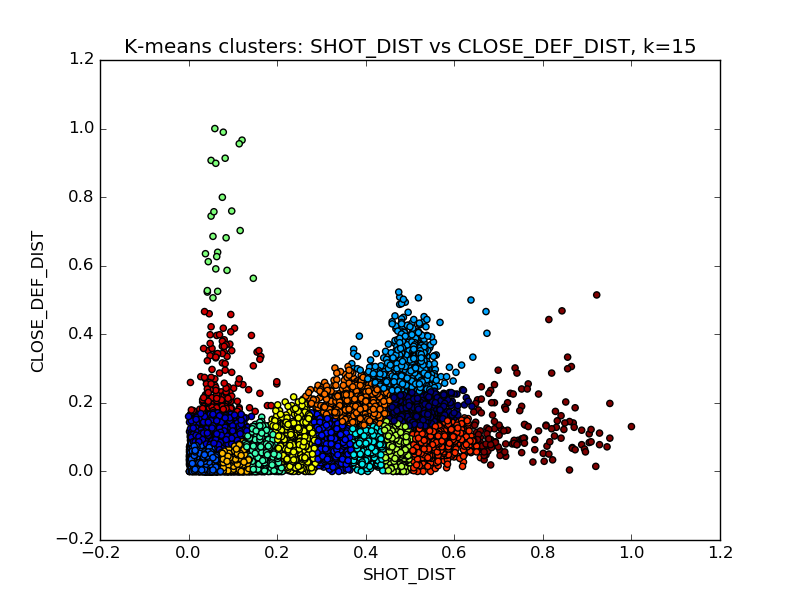 K-means clusters: SHOT_DIST vs CLOSE_DEF_DIST, k=15
1.2
1.0
0.8
0.6
0.4
0.2
0.0
−0.2
CLOSE_DEF_DIST
−0.2 0.0 0.2 0.4 0.6 0.8 1.0 1.2
SHOT_DIST